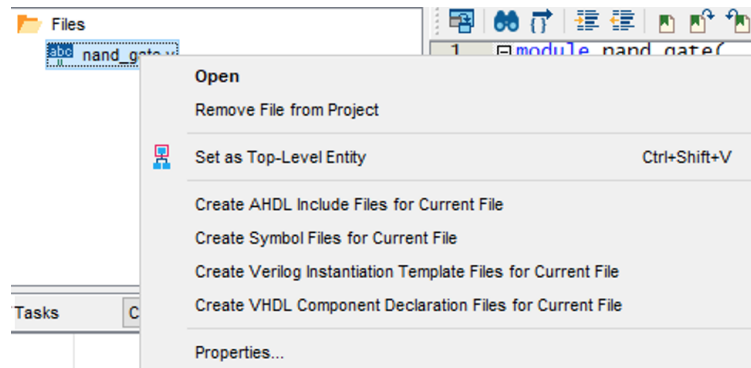 Files
abc nand_gate.v
1 module nand_gate(
Open
Remove File from Project
Set as Top-Level Entity Ctrl+Shift+V
Create AHDL Include Files for Current File
Create Symbol Files for Current File
Create Verilog Instantiation Template Files for Current File
Create VHDL Component Declaration Files for Current File
Tasks C
Properties...